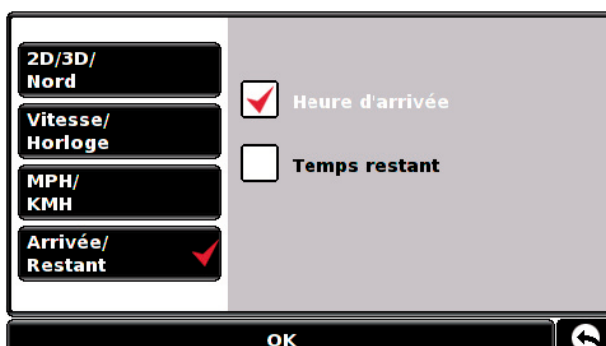 2D/3D/
Nord
Vitesse/
Horloge
MPH/
KMH
Arrivée/
Restant
Heure d'arrivée
Temps restant
OK